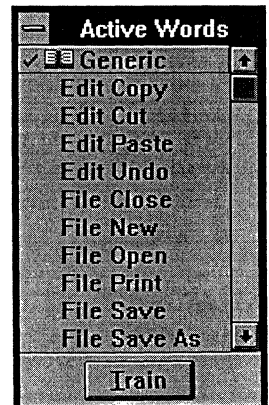 Active Words
Generic
Edit Copy
Edit Cut
Edit Paste
Edit Undo
File Close
File New
File Open
File Print
File Save
File Save As
Train